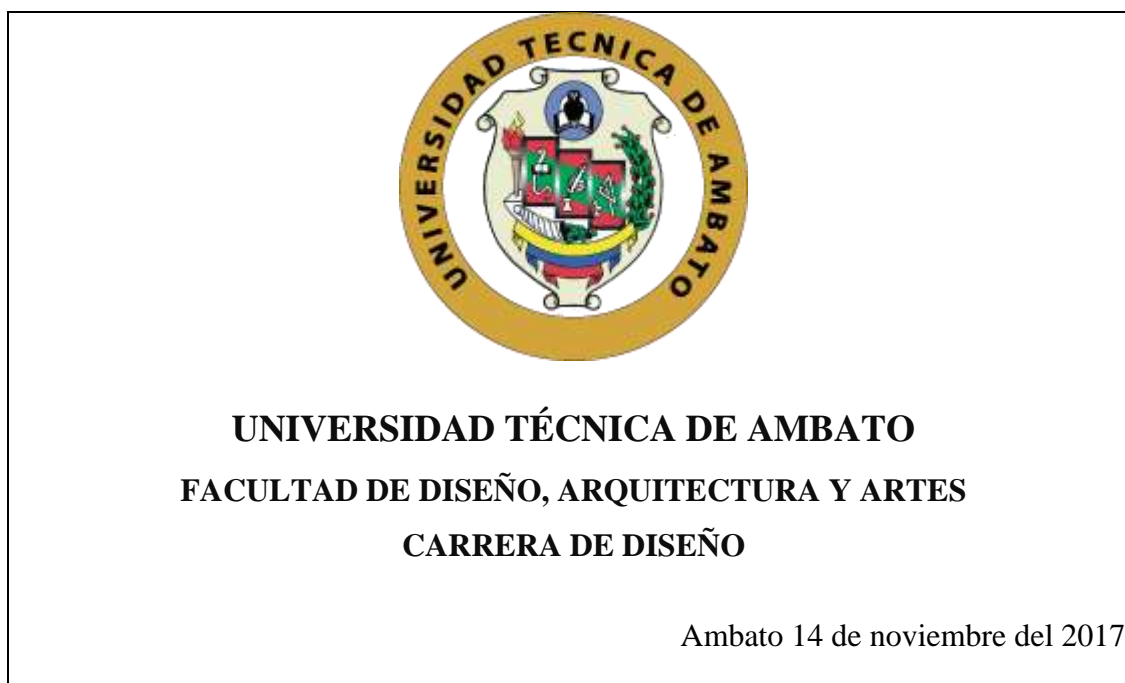 UNIVERSIDAD TECNICA DE AMBATO
UNIVERSIDAD TÉCNICA DE AMBATO
FACULTAD DE DISEÑO, ARQUITECTURA Y ARTES
CARRERA DE DISEÑO
Ambato 14 de noviembre del 2017